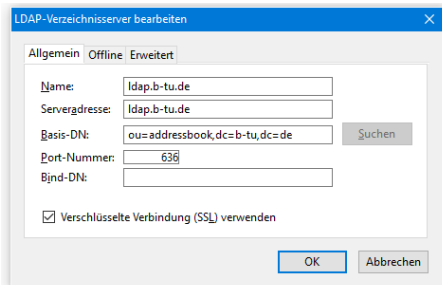 LDAP-Verzeichnisserver bearbeiten
Allgemein Offline Erweitert
Name: ldap.b-tu.de
Serveradresse: ldap.b-tu.de
Basis-DN: ou=addressbook,dc=b-tu,dc=de Suchen
Port-Nummer: 636
Bind-DN:
Verschlüsselte Verbindung (SSL) verwenden
OK Abbrechen